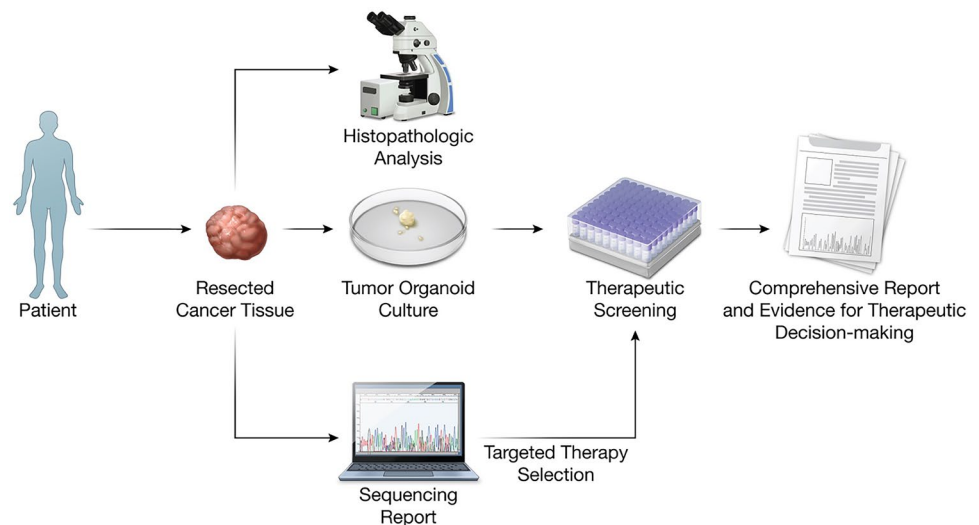 Histopathologic
Analysis
Patient
Resected
Cancer Tissue
Tumor Organoid
Culture
Therapeutic
Screening
Comprehensive Report
and Evidence for Therapeutic
Decision-making
Targeted Therapy
Selection
Sequencing
Report